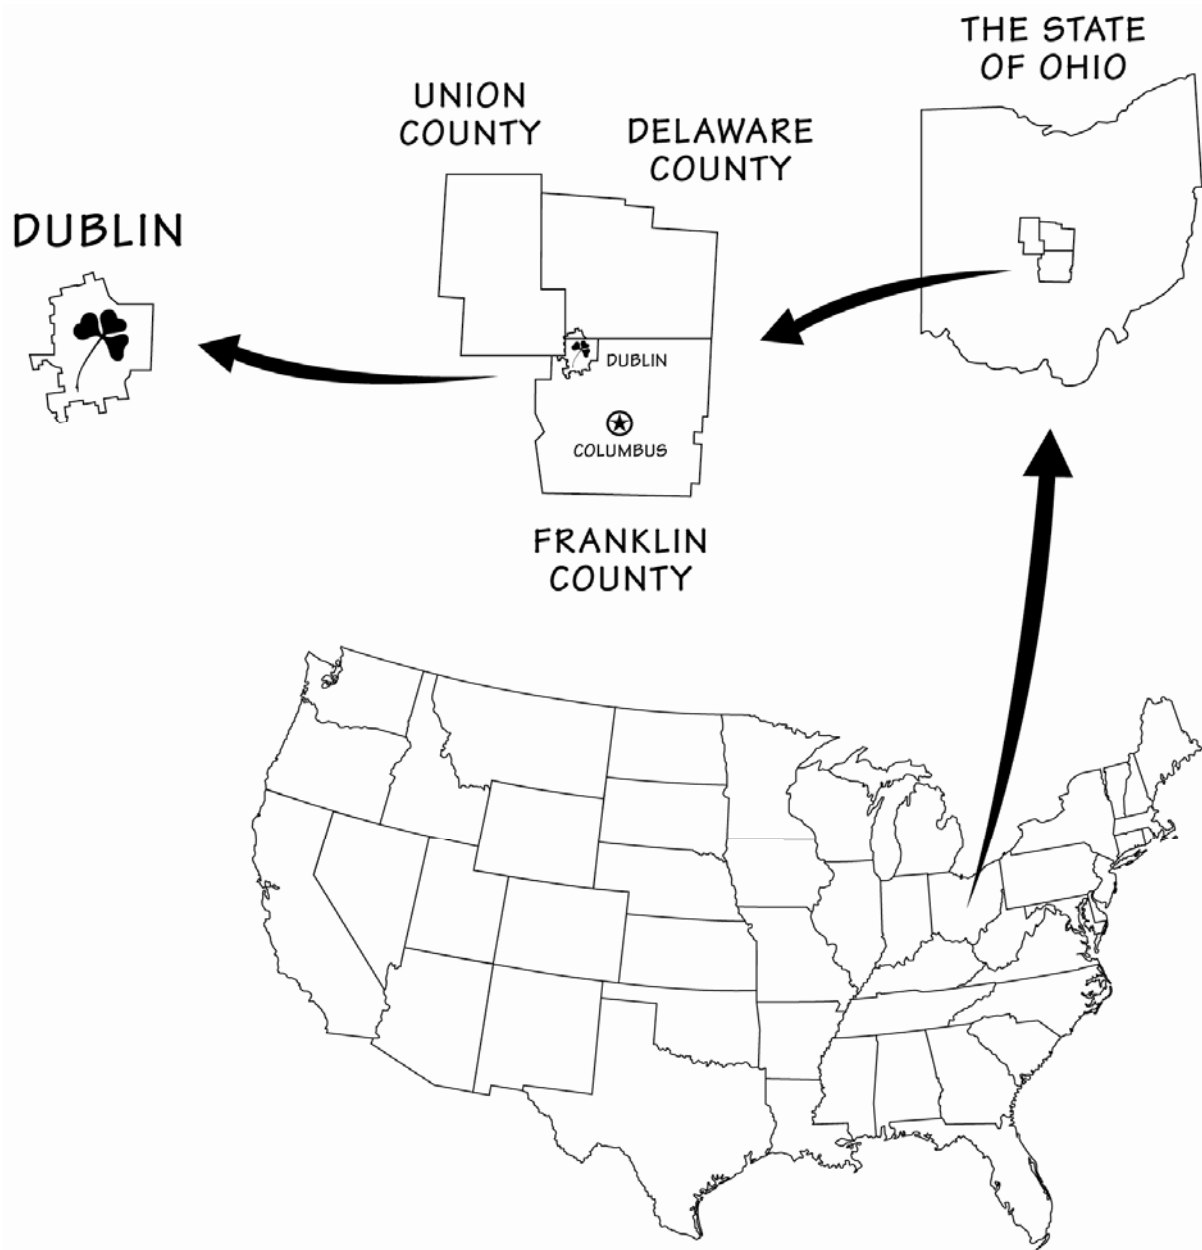 THE STATE
OF OHIO
UNION
COUNTY
DELAWARE
COUNTY
DUBLIN
DUBLIN
COLUMBUS
FRANKLIN
COUNTY